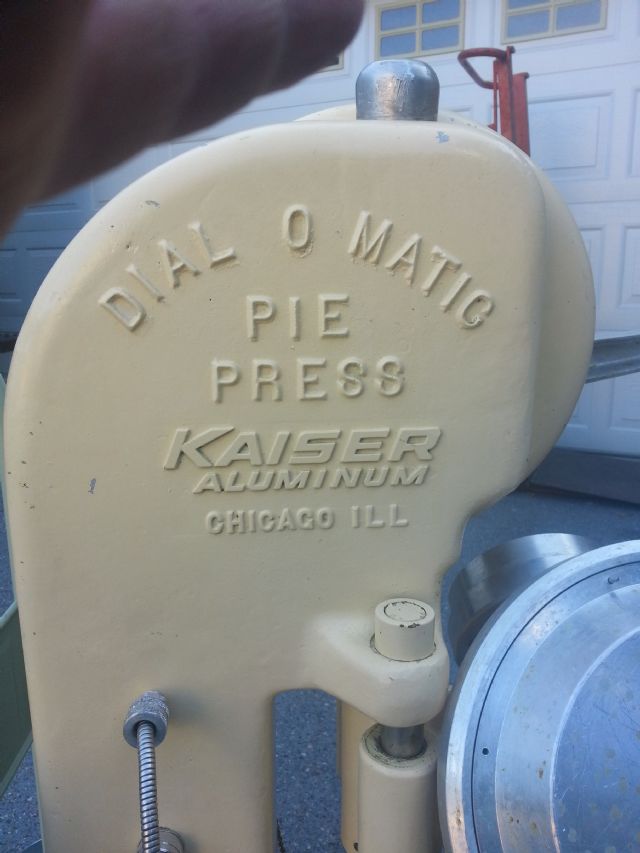 DIAL O MATIC
PIE
PRESS
KAISER
ALUMINUM
CHICAGO ILL